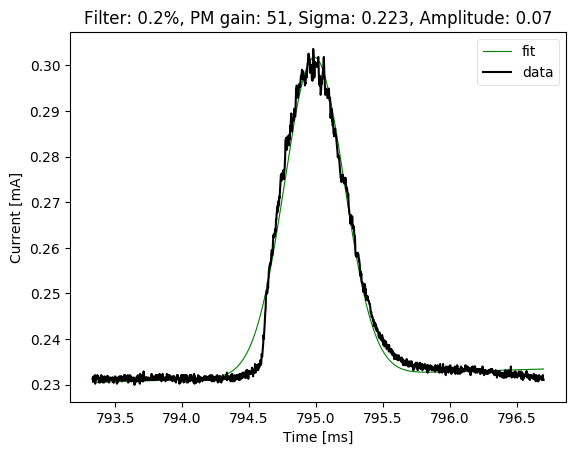 Filter: 0.2%, PM gain: 51, Sigma: 0.223, Amplitude: 0.07
fit
data
0.30
0.29
0.28
0.27
0.26
0.25
0.24
0.23
Current [mA]
793.5 794.0 794.5 795.0 795.5 796.0 796.5
Time [ms]